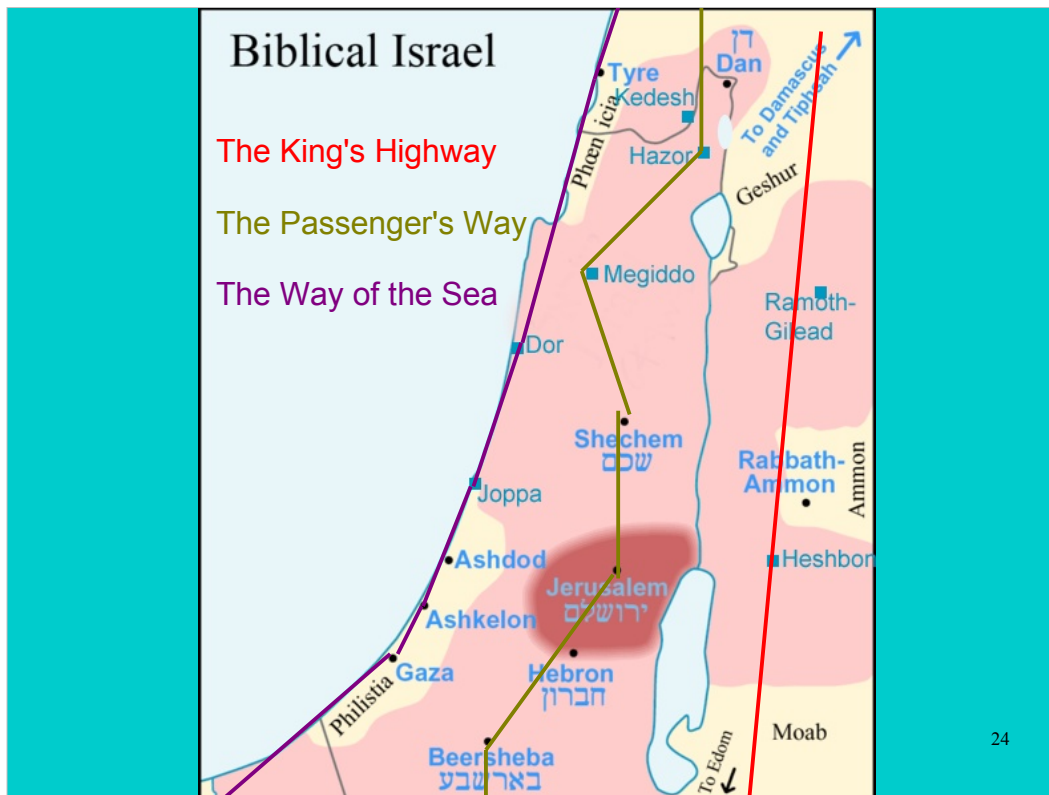 Biblical Israel
The King's Highway
The Passenger's Way
The Way of the Sea
דן
Dan
Tyre
Kedesh
Phœnicia
Hazor
To Damascus
and Tiphsah
Geshur
Megiddo
Ramoth-
Gilead
Dor
Shechem
שכם
Rabbath-
Ammon
Ammon
Joppa
Ashdod
Heshbon
Jerusalem
ירושלם
Ashkelon
Gaza
Hebron
חברון
Philistia
Moab
To Edom
Beersheba
בארשבע
24